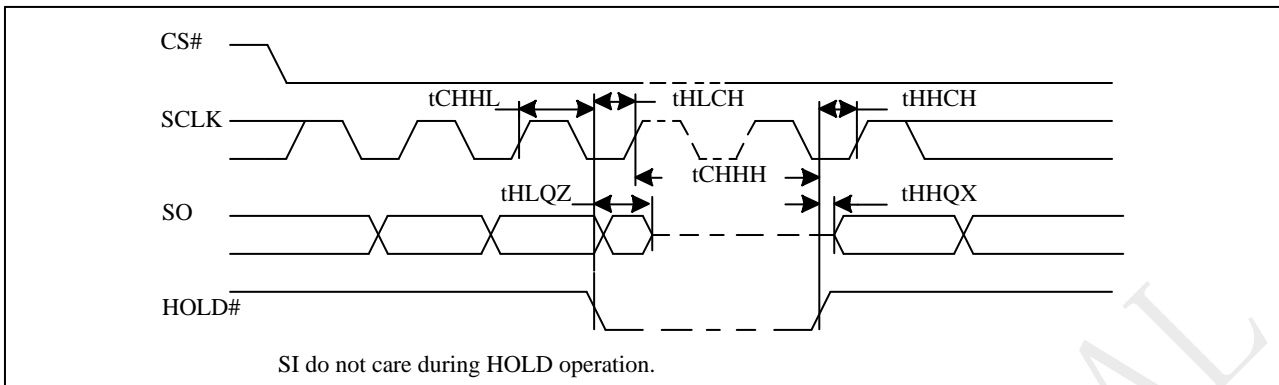 CS#
tCHHL
tHLCH
tHHCH
SCLK
tCHHH
tHLQZ
tHHQX
SO
HOLD#
SI do not care during HOLD operation.